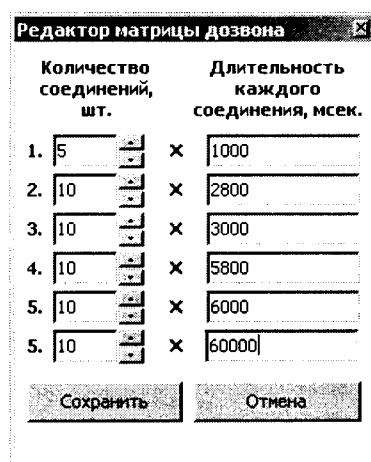 Редактор матрицы дозвона
Количество соединений, шт.
Длительность каждого соединения, мсек.
1. 5 × 1000
2. 10 × 2800
3. 10 × 3000
4. 10 × 5800
5. 10 × 6000
5. 10 × 60000
Сохранить Отмена